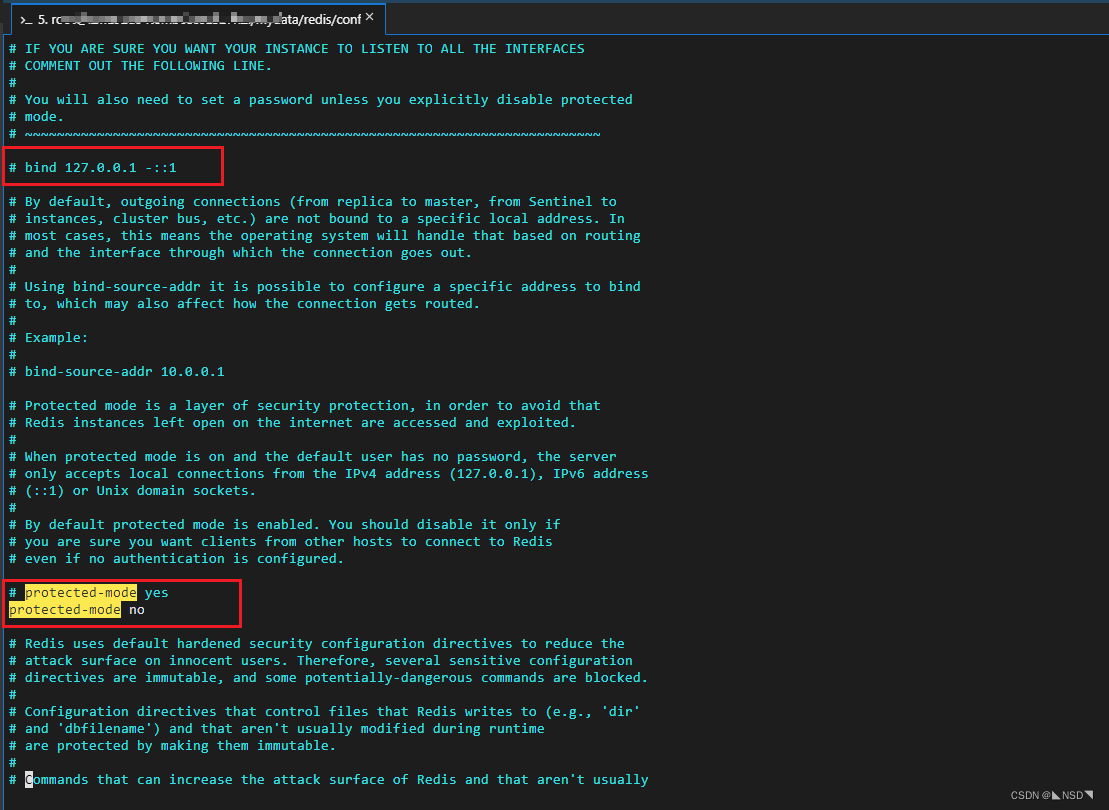 5. ata/redis/conf ×
# IF YOU ARE SURE YOU WANT YOUR INSTANCE TO LISTEN TO ALL THE INTERFACES
# COMMENT OUT THE FOLLOWING LINE.
#
# You will also need to set a password unless you explicitly disable protected
# mode.
# ~~~~~~~~~~~~~~~~~~~~~~~~~~~~~~~~~~~~~~~~~~~~~~~~~~~~~~~~~~~~~~~~~~~~~~~~
# bind 127.0.0.1 -::1
# By default, outgoing connections (from replica to master, from Sentinel to
# instances, cluster bus, etc.) are not bound to a specific local address. In
# most cases, this means the operating system will handle that based on routing
# and the interface through which the connection goes out.
#
# Using bind-source-addr it is possible to configure a specific address to bind
# to, which may also affect how the connection gets routed.
#
# Example:
#
# bind-source-addr 10.0.0.1
# Protected mode is a layer of security protection, in order to avoid that
# Redis instances left open on the internet are accessed and exploited.
#
# When protected mode is on and the default user has no password, the server
# only accepts local connections from the IPv4 address (127.0.0.1), IPv6 address
# (::1) or Unix domain sockets.
#
# By default protected mode is enabled. You should disable it only if
# you are sure you want clients from other hosts to connect to Redis
# even if no authentication is configured.
# protected-mode yes
protected-mode no
# Redis uses default hardened security configuration directives to reduce the
# attack surface on innocent users. Therefore, several sensitive configuration
# directives are immutable, and some potentially-dangerous commands are blocked.
#
# Configuration directives that control files that Redis writes to (e.g., 'dir'
# and 'dbfilename') and that aren't usually modified during runtime
# are protected by making them immutable.
#
# Commands that can increase the attack surface of Redis and that aren't usually
CSDN @◣NSD◥